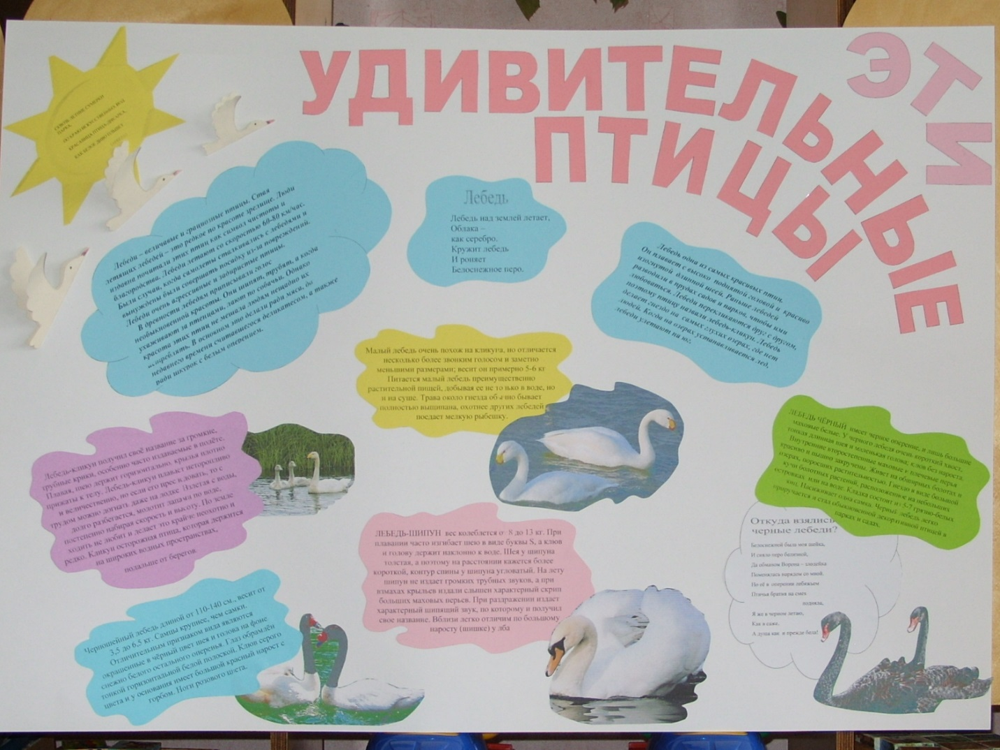 ЭТИ
УДИВИТЕЛЬНЫЕ
ПТИЦЫ
Лебеди – величавые и грациозные птицы. Стая
летящих лебедей – это редкое по красоте зрелище. Люди
издавна почитали этих птиц как символ чистоты и
благородства. Лебеди летают со скоростью 60-80 км/час.
Были случаи, когда самолеты сталкивались с лебедями и
вынуждены были совершать посадку из-за повреждений.
Лебеди очень агрессивные и задиристые птицы.
В древности лебедям приписывали голос
необыкновенной красоты. Они шипят, трубят, а когда
ухаживают за птенцами, лают по собачьи. Однако
красота этих птиц не мешала людям нещадно их
истреблять. В основном это делали ради мяса, до
недавнего времени считавшегося деликатесом, а также
ради шкурок с белым оперением.
Лебедь
Лебедь над землей летает,
Облака –
как серебро.
Кружит лебедь
И роняет
Белоснежное перо.
Лебедь одна из самых красивых птиц.
Он плавает с высоко поднятой головой и красиво
изогнутой длинной шеей. Раньше лебедей
разводили в прудах садов и парков, чтобы ими
любоваться. Лебеди перекликаются друг с другом,
поэтому птицу назвали лебедь-кликун. Лебедь
делает гнездо на самых глухих озерах, где нет
людей. Когда на озерах устанавливается лед,
лебеди улетают на юг.
Малый лебедь очень похож на кликуна, но отличается
несколько более звонким голосом и заметно
меньшими размерами; весит он примерно 5-6 кг
Питается малый лебедь преимущественно
растительной пищей, добывая ее не только в воде, но
и на суше. Трава около гнезда обычно бывает
полностью выщипана, охотнее других лебедей
поедает мелкую рыбешку.
Лебедь-кликун получил своё название за громкие,
трубные крики, особенно часто издаваемые в полёте.
Плавая, шею держит горизонтально, крылья плотно
прижаты к телу. Лебедь-кликун плавает неторопливо
и величественно, но если его преследовать, то с
трудом можно догнать даже на лодке. Взлетая с воды,
долго разбегается, молотит лапами по воде,
постепенно набирая скорость и высоту. По земле
ходить не любит и делает это крайне неохотно и
редко. Кликун осторожная птица, которая держится
на широких водных пространствах,
подальше от берегов.
ЛЕБЕДЬ-ШИПУН вес колеблется от 8 до 13 кг. При
плавании часто изгибает шею в виде буквы S, а клюв
и голову держит наклонно к воде. Шея у шипуна
толстая, а поэтому на расстоянии кажется более
короткой, контур спины у шипуна угловатый. На лету
шипун не издает громких трубных звуков, а при
взмахах крыльев издали слышен характерный скрип
больших маховых перьев. При раздражении издает
характерный шипящий звук, по которому и получил
свое название. Вблизи легко отличим по большому
наросту (шишке) у лба
ЛЕБЕДЬ ЧЁРНЫЙ имеет черное оперение, и лишь большие
маховые белые. У черного лебедя очень короткий хвост,
тонкая длинная шея и маленькая голова; клюв без нароста.
Внутренние второстепенные маховые и плечевые перья
красиво и пышно закручены. Живет на обширных болотах и
озерах, поросших растительностью. Гнездо в виде большой
кучи болотных растений, расположенное на небольших
островках или на воде. Кладка состоит из 5-7 грязно-белых
яиц. Насиживает одна самка. Черный лебедь легко
приручается и стал обыкновенной декоративной птицей в
парках и садах.
Откуда взялись
черные лебеди?
Белоснежней была моя шейка,
И сияло перо белизной,
Да обманом Ворона – злодейка
Поменялась нарядом со мной.
Но её в оперении лебяжьем
Птичья братия на смех
подняла,
Я же в черном летаю,
Как в саже,
А душа как и прежде бела!
Черношейный лебедь длиной от 110-140 см., весит от
3,5 до 6,5 кг. Самцы крупнее, чем самки.
Отличительным признаком вида являются
окрашенные в чёрный цвет шея и голова на фоне
снежно белого остального оперенья. Глаз обрамлён
тонкой горизонтальной белой полоской. Клюв серого
цвета и у основания имеет большой красный нарост с
горбом. Ноги розового цвета.